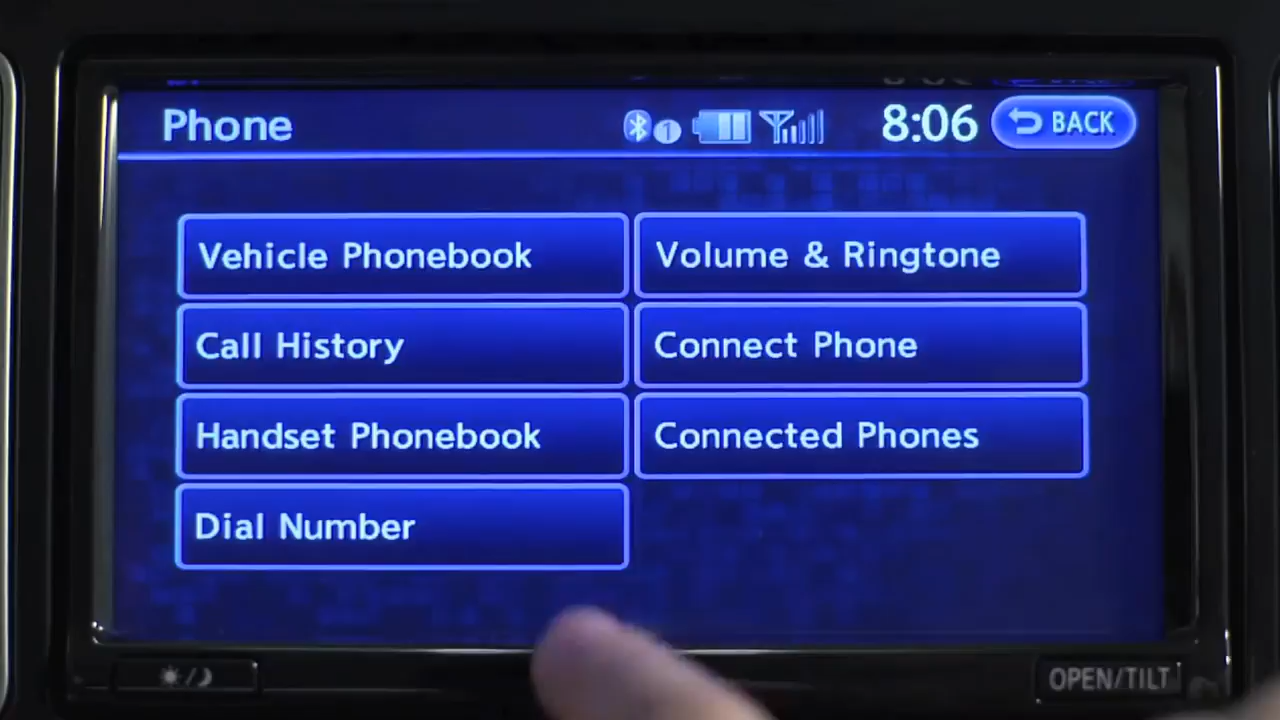 Phone
1
8:06
BACK
Vehicle Phonebook
Volume & Ringtone
Call History
Connect Phone
Handset Phonebook
Connected Phones
Dial Number
OPEN/TILT